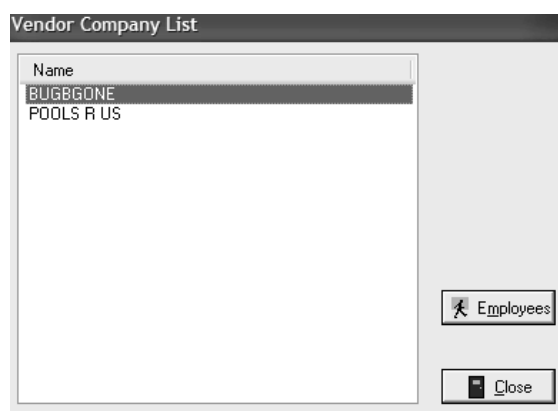 Vendor Company List
Name
BUGBGONE
POOLS R US
Employees
Close